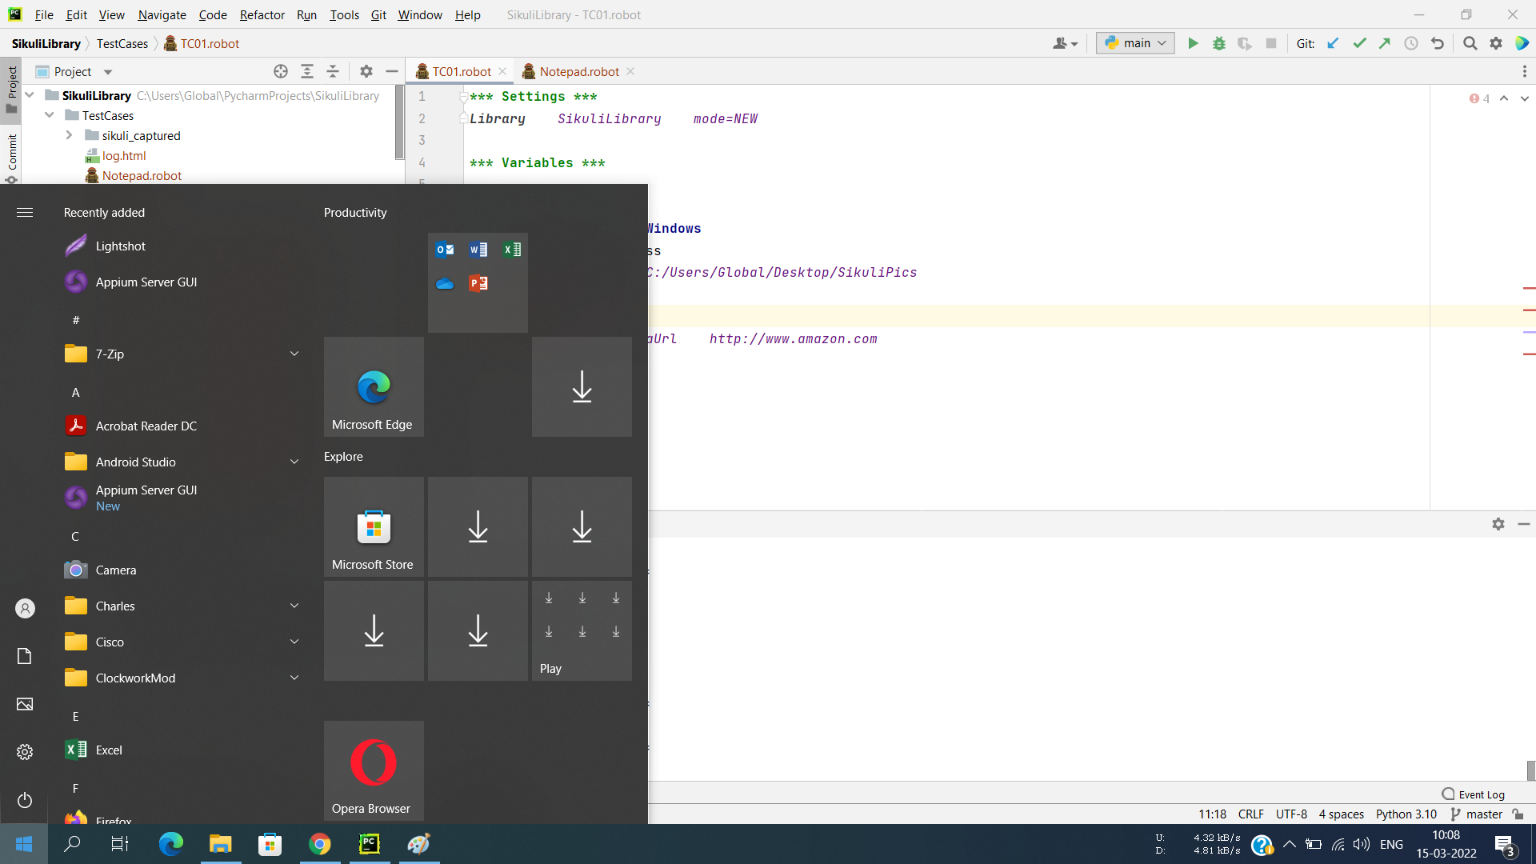 File Edit View Navigate Code Refactor Run Tools Git Window Help SikuliLibrary - TC01.robot
SikuliLibrary TestCases TC01.robot main Git:
Project TC01.robot Notepad.robot
Project
Commit
SikuliLibrary C:\Users\Global\PycharmProjects\SikuliLibrary
TestCases
sikuli_captured
log.html
Notepad.robot
1 *** Settings ***
2 Library SikuliLibrary mode=NEW
3
4 *** Variables ***
4
Windows
ss
C:/Users/Global/Desktop/SikuliPics
aUrl http://www.amazon.com
Recently added
Lightshot
Appium Server GUI
#
7-Zip
A
Acrobat Reader DC
Android Studio
Appium Server GUI
New
C
Camera
Charles
Cisco
ClockworkMod
E
Excel
F
Firefox
Productivity
Microsoft Edge
Explore
Microsoft Store
Play
Opera Browser
Event Log
11:18 CRLF UTF-8 4 spaces Python 3.10 master
U: 4.32 kB/s
D: 4.81 kB/s
ENG
10:08
15-03-2022
3